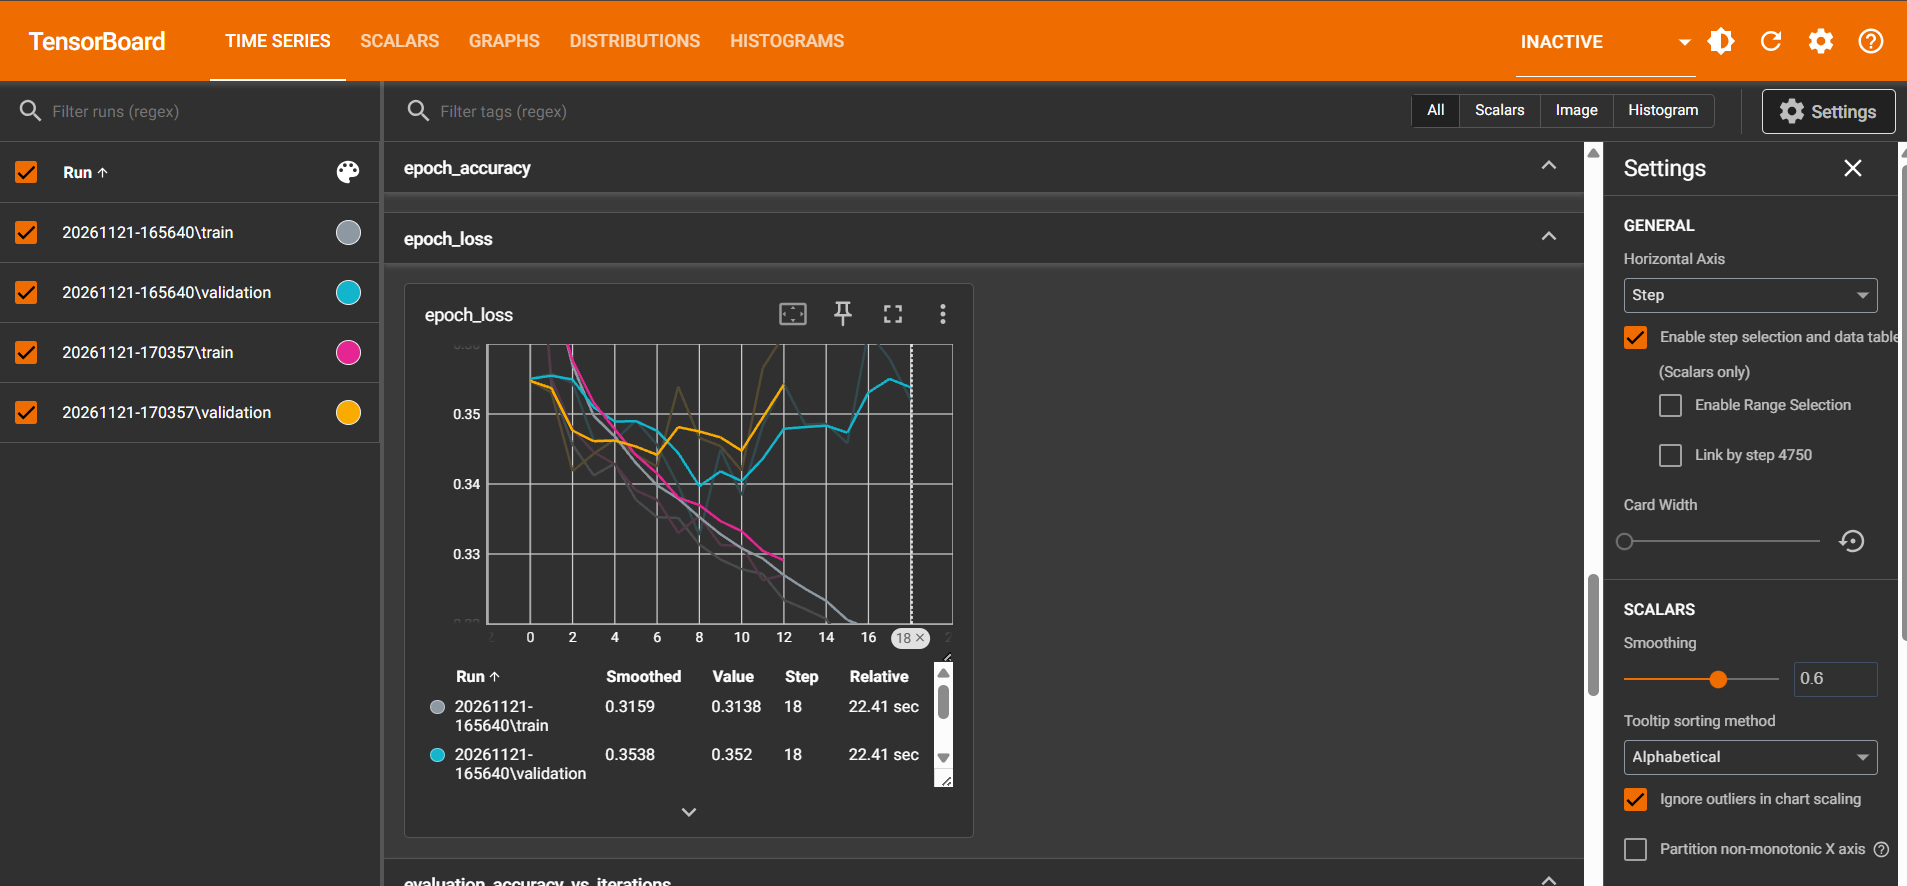 TensorBoard TIME SERIES SCALARS GRAPHS DISTRIBUTIONS HISTOGRAMS INACTIVE
Filter runs (regex)
Filter tags (regex)
All Scalars Image Histogram
Settings
Run
20261121-165640\train
20261121-165640\validation
20261121-170357\train
20261121-170357\validation
epoch_accuracy
epoch_loss
epoch_loss
0.35
0.34
0.33
0 2 4 6 8 10 12 14 16 18
Run Smoothed Value Step Relative
20261121-
165640\train
0.3159 0.3138 18 22.41 sec
20261121-
165640\validation
0.3538 0.352 18 22.41 sec
evaluation_accuracy_vs_iterations
Settings
GENERAL
Horizontal Axis
Step
Enable step selection and data table
(Scalars only)
Enable Range Selection
Link by step 4750
Card Width
SCALARS
Smoothing
0.6
Tooltip sorting method
Alphabetical
Ignore outliers in chart scaling
Partition non-monotonic X axis